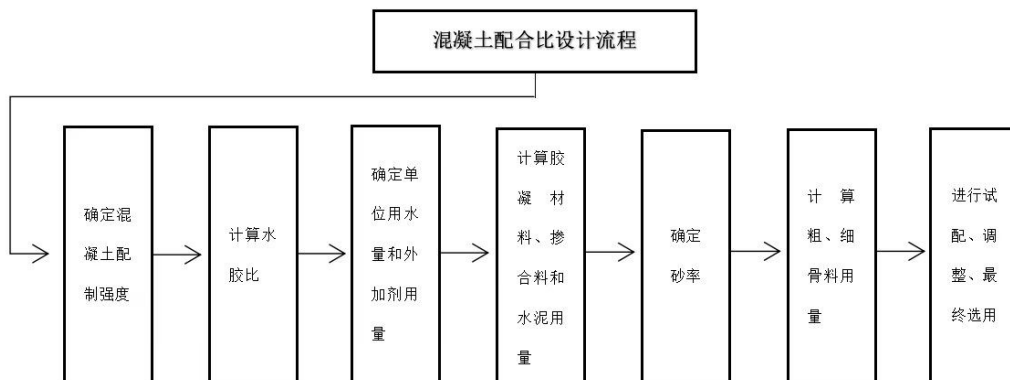 混凝土配合比设计流程
确定混
凝土配
制强度
计算水
胶比
确定单
位用水
量和外
加剂用
量
计算胶
凝材
料、掺
合料和
水泥用
量
确定
砂率
计算
粗、细
骨料用
量
进行试
配、调
整、最
终选用